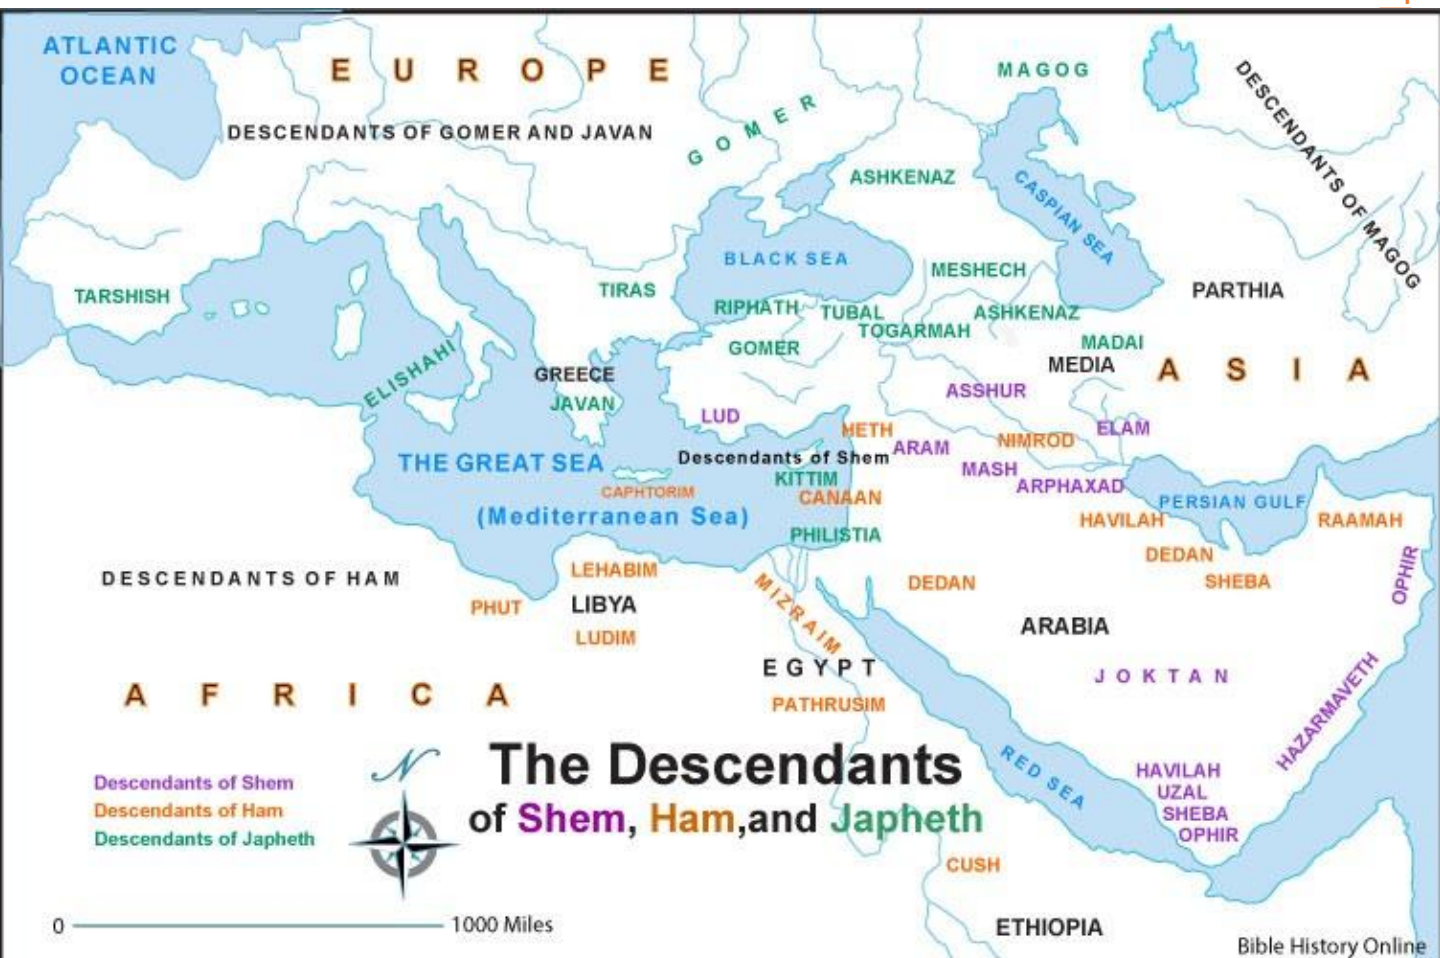 ATLANTIC
OCEAN
EUROPE
MAGOG
DESCENDANTS OF MAGOG
DESCENDANTS OF GOMER AND JAVAN
GOMER
ASHKENAZ
CASPIAN SEA
BLACK SEA
MESHECH
TARSHISH
TIRAS
PARTHIA
RIPHATH
TUBAL
ASHKENAZ
TOGARMAH
GOMER
MADAI
MEDIA
ASIA
ELISHAHI
GREECE
JAVAN
ASSHUR
LUD
HETH
ARAM
NIMROD
ELAM
THE GREAT SEA
Descendants of Shem
MASH
ARPHAXAD
KITTIM
CAPHTORIM
CANAAN
(Mediterranean Sea)
PERSIAN GULF
HAVILAH
RAAMAH
PHILISTIA
DEDAN
DESCENDANTS OF HAM
LEHABIM
MIZRAIM
DEDAN
SHEBA
OPHIR
PHUT
LIBYA
LUDIM
ARABIA
EGYPT
JOKTAN
AFRICA
PATHRUSIM
HAZARMAVETH
The Descendants
of Shem, Ham,and Japheth
RED SEA
HAVILAH
UZAL
SHEBA
OPHIR
N
Descendants of Shem
Descendants of Ham
Descendants of Japheth
CUSH
0 1000 Miles
ETHIOPIA
Bible History Online